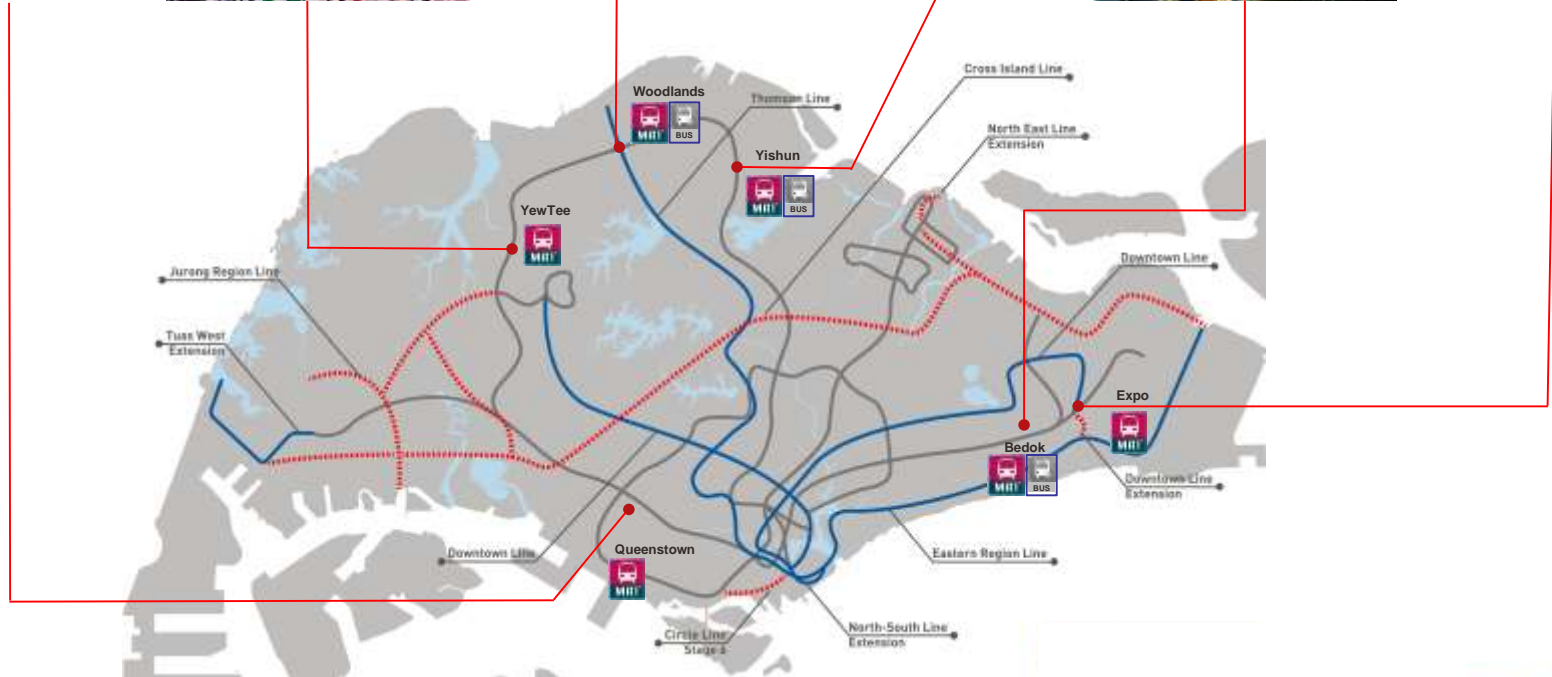 Cross Island Line
Woodlands
Thomson Line
MRT
BUS
North East Line
Extension
Yishun
MRT
BUS
YewTee
MRT
Downtown Line
Jurong Region Line
Tuas West
Extension
Expo
MRT
Bedok
MRT
BUS
Downtown Line
Extension
Queenstown
MRT
Downtown Line
Eastern Region Line
North-South Line
Extension
Circle Line
Stage 6